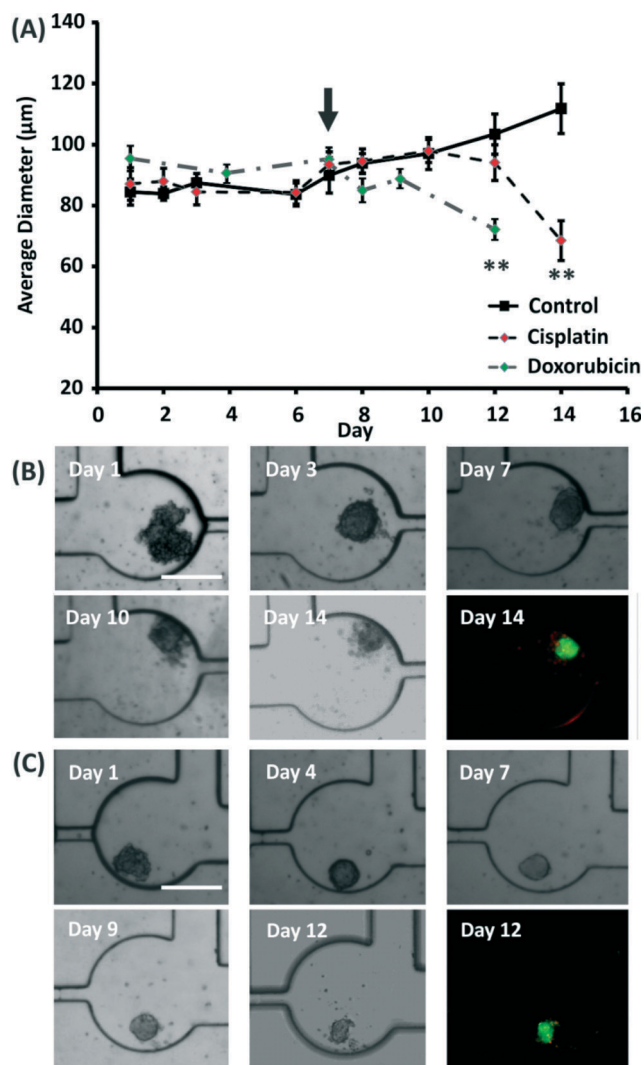 (A)
140
120
100
80
60
40
20
Average Diameter (µm)
**
**
Control
Cisplatin
Doxorubicin
0 2 4 6 8 10 12 14 16
Day
(B)
Day 1 Day 3 Day 7
Day 10 Day 14 Day 14
(C)
Day 1 Day 4 Day 7
Day 9 Day 12 Day 12